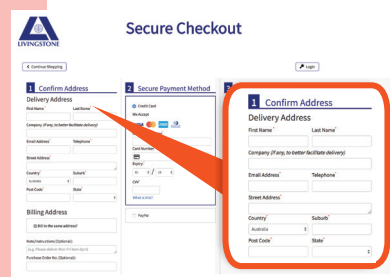 Secure Checkout
LIVINGSTONE
< Continue Shopping
Login
1 Confirm Address
Delivery Address
First Name* Last Name*
Company (if any, to better facilitate delivery)
Email Address* Telephone*
Street Address*
Country* Suburb*
Australia
Post Code* State*
Billing Address
Bill to the same address?
Note/Instructions (Optional):
Purchase Order No. (Optional):
2 Secure Payment Method
Credit Card
We Accept
VISA
Card Number*
Expiry*
/
CVV*
What is this?
PayPal
1 Confirm Address
Delivery Address
First Name* Last Name*
Company (if any, to better facilitate delivery)
Email Address* Telephone*
Street Address*
Country* Suburb*
Australia
Post Code* State*